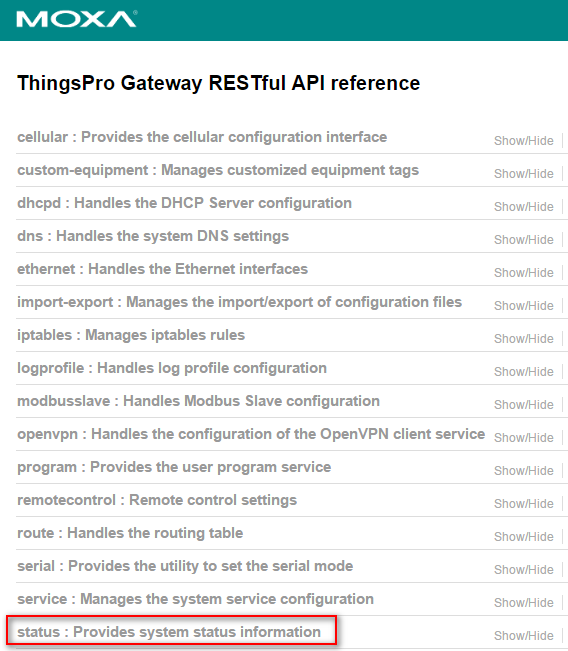 MOXA®
ThingsPro Gateway RESTful API reference
cellular : Provides the cellular configuration interface Show/Hide
custom-equipment : Manages customized equipment tags Show/Hide
dhcpd : Handles the DHCP Server configuration Show/Hide
dns : Handles the system DNS settings Show/Hide
ethernet : Handles the Ethernet interfaces Show/Hide
import-export : Manages the import/export of configuration files Show/Hide
iptables : Manages iptables rules Show/Hide
logprofile : Handles log profile configuration Show/Hide
modbusslave : Handles Modbus Slave configuration Show/Hide
openvpn : Handles the configuration of the OpenVPN client service Show/Hide
program : Provides the user program service Show/Hide
remotecontrol : Remote control settings Show/Hide
route : Handles the routing table Show/Hide
serial : Provides the utility to set the serial mode Show/Hide
service : Manages the system service configuration Show/Hide
status : Provides system status information Show/Hide